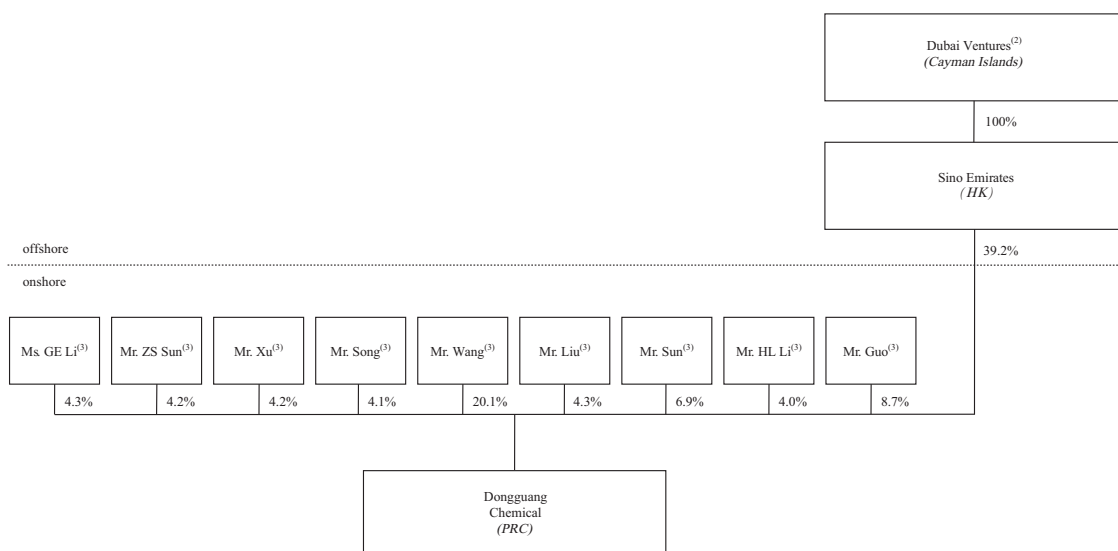 Dubai Ventures(2)
(Cayman Islands)
100%
Sino Emirates
(HK)
offshore
39.2%
onshore
Ms. GE Li(3)
Mr. ZS Sun(3)
Mr. Xu(3)
Mr. Song(3)
Mr. Wang(3)
Mr. Liu(3)
Mr. Sun(3)
Mr. HL Li(3)
Mr. Guo(3)
4.3%
4.2%
4.2%
4.1%
20.1%
4.3%
6.9%
4.0%
8.7%
Dongguang
Chemical
(PRC)